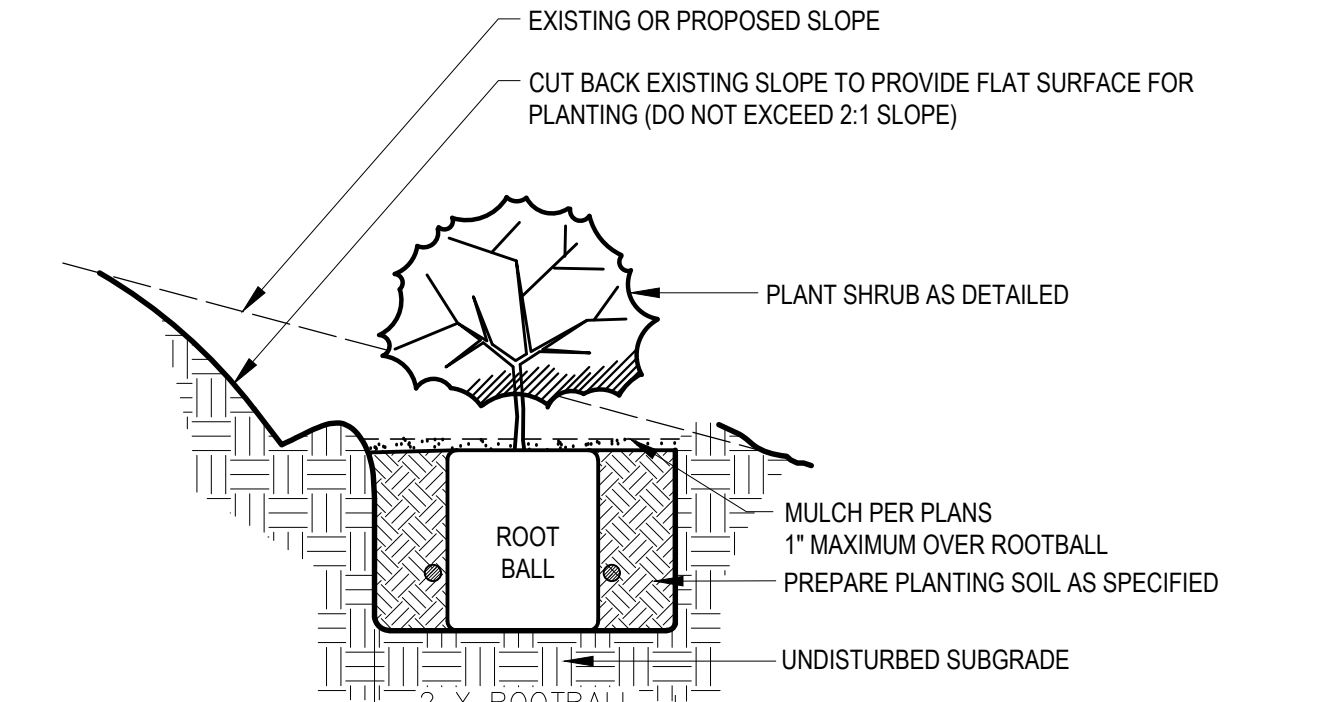 EXISTING OR PROPOSED SLOPE
CUT BACK EXISTING SLOPE TO PROVIDE FLAT SURFACE FOR
PLANTING (DO NOT EXCEED 2:1 SLOPE)
PLANT SHRUB AS DETAILED
ROOT
BALL
MULCH PER PLANS
1" MAXIMUM OVER ROOTBALL
PREPARE PLANTING SOIL AS SPECIFIED
UNDISTURBED SUBGRADE
2 X ROOTBALL